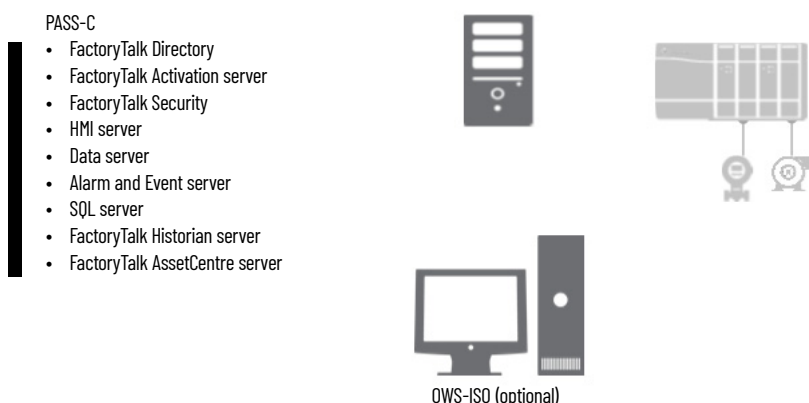 PASS-C
• FactoryTalk Directory
• FactoryTalk Activation server
• FactoryTalk Security
• HMI server
• Data server
• Alarm and Event server
• SQL server
• FactoryTalk Historian server
• FactoryTalk AssetCentre server
OWS-ISO (optional)